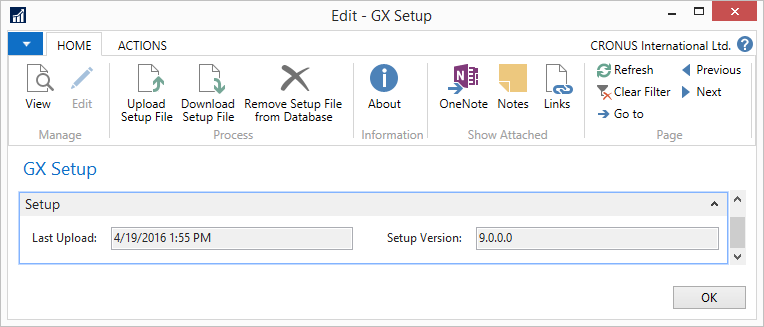 Edit - GX Setup
HOME ACTIONS CRONUS International Ltd. ?
View Edit Upload Setup File Download Setup File Remove Setup File from Database About OneNote Notes Links Refresh Clear Filter Go to Previous Next
Manage Process Information Show Attached Page
GX Setup
Setup
Last Upload: 4/19/2016 1:55 PM Setup Version: 9.0.0.0
OK